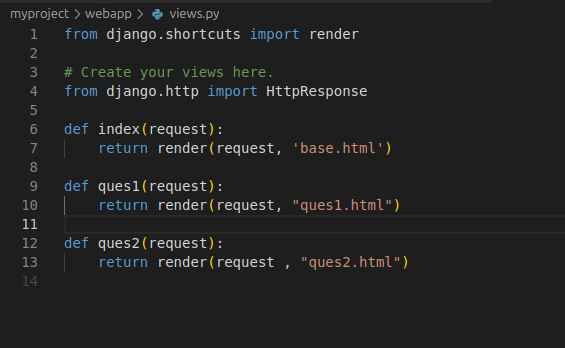 myproject > webapp > views.py
1 from django.shortcuts import render
2
3 # Create your views here.
4 from django.http import HttpResponse
5
6 def index(request):
7     return render(request, 'base.html')
8
9 def ques1(request):
10     return render(request, "ques1.html")
11
12 def ques2(request):
13     return render(request , "ques2.html")
14